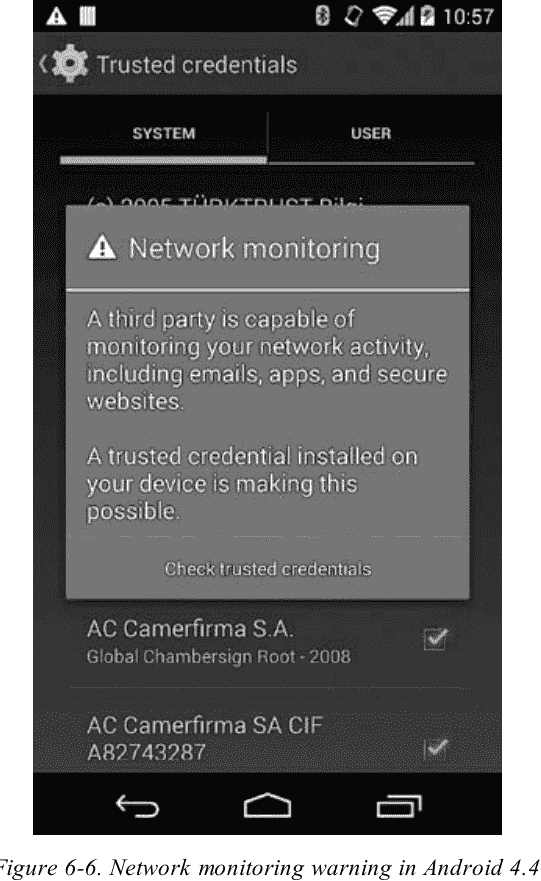 10:57
Trusted credentials
SYSTEM USER
(c) 2005 TÜRKTRUST Bilgi
Network monitoring
A third party is capable of
monitoring your network activity,
including emails, apps, and secure
websites.
A trusted credential installed on
your device is making this
possible.
Check trusted credentials
AC Camerfirma S.A.
Global Chambersign Root - 2008
AC Camerfirma SA CIF
A82743287
Figure 6-6. Network monitoring warning in Android 4.4